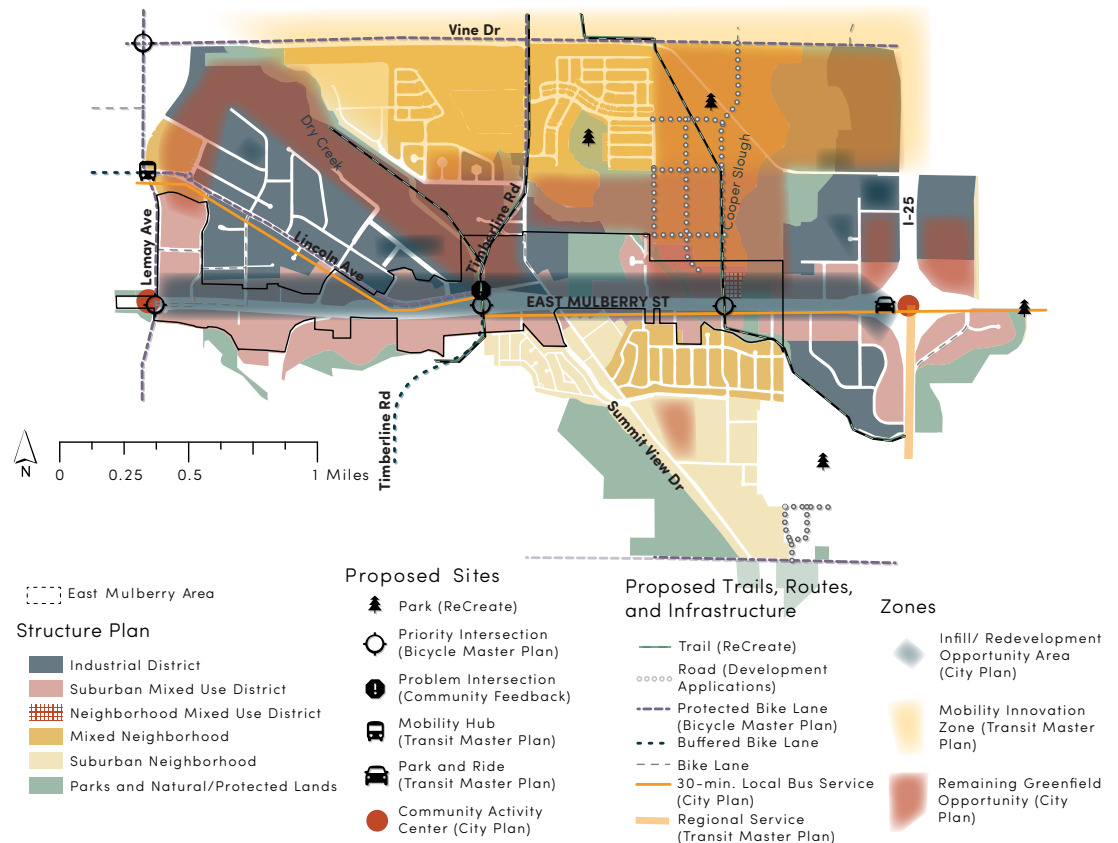 Vine Dr
Dry Creek
Timberline Rd
Cooper Slough
Lemay Ave
Lincoln Ave
I-25
EAST MULBERRY ST
Timberline Rd
Summit View Dr
N
0 0.25 0.5 1 Miles
East Mulberry Area
Structure Plan
Industrial District
Suburban Mixed Use District
Neighborhood Mixed Use District
Mixed Neighborhood
Suburban Neighborhood
Parks and Natural/Protected Lands
Proposed Sites
Park (ReCreate)
Priority Intersection
(Bicycle Master Plan)
Problem Intersection
(Community Feedback)
Mobility Hub
(Transit Master Plan)
Park and Ride
(Transit Master Plan)
Community Activity
Center (City Plan)
Proposed Trails, Routes,
and Infrastructure
Trail (ReCreate)
Road (Development
Applications)
Protected Bike Lane
(Bicycle Master Plan)
Buffered Bike Lane
Bike Lane
30-min. Local Bus Service
(City Plan)
Regional Service
(Transit Master Plan)
Zones
Infill/ Redevelopment
Opportunity Area
(City Plan)
Mobility Innovation
Zone (Transit Master
Plan)
Remaining Greenfield
Opportunity (City
Plan)